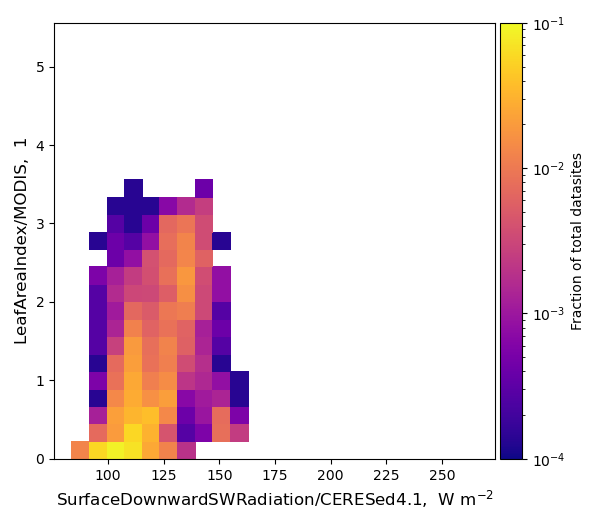 LeafAreaIndex/MODIS,  1
5
4
3
2
1
0
100 125 150 175 200 225 250
SurfaceDownwardSWRadiation/CERESed4.1,  W m⁻²
10⁻¹
10⁻²
10⁻³
10⁻⁴
Fraction of total datasites